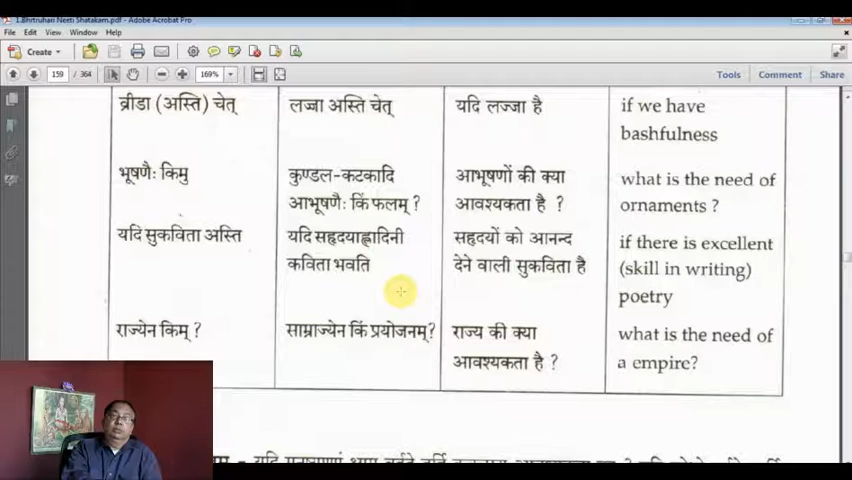 1.Bhrtruhari Neeti Shatakam.pdf - Adobe Acrobat Pro
File Edit View Window Help
Create
159 / 364 169% Tools Comment Share
व्रीडा (अस्ति) चेत् लज्जा अस्ति चेत् यदि लज्जा है if we have
bashfulness
भूषणैः किमु कुण्डल-कटकादि आभूषणों की क्या what is the need of
आभूषणैः किं फलम् ? आवश्यकता है ? ornaments ?
यदि सुकविता अस्ति यदि सहृदयाह्लादिनी सहृदयों को आनन्द if there is excellent
कविता भवति देने वाली सुकविता है (skill in writing)
poetry
राज्येन किम् ? साम्राज्येन किं प्रयोजनम्? राज्य की क्या what is the need of
आवश्यकता है ? a empire?